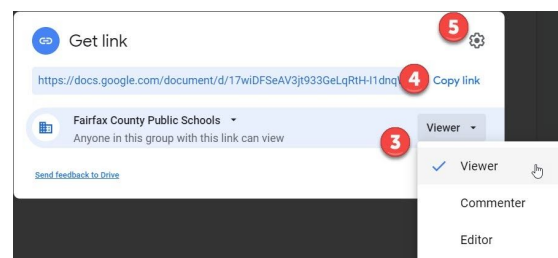 5
Get link
https://docs.google.com/document/d/17wiDFSeAV3jt933GeLqRtH-I1dnq
4
Copy link
Fairfax County Public Schools
Anyone in this group with this link can view
3
Viewer
Send feedback to Drive
Viewer
Commenter
Editor